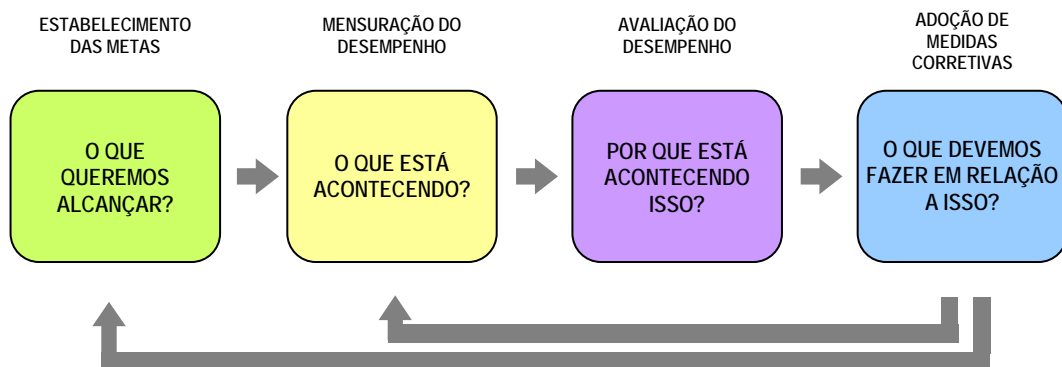 ESTABELECIMENTO
DAS METAS
MENSURAÇÃO DO
DESEMPENHO
AVALIAÇÃO DO
DESEMPENHO
ADOÇÃO DE
MEDIDAS
CORRETIVAS
O QUE
QUEREMOS
ALCANÇAR?
O QUE ESTÁ
ACONTECENDO?
POR QUE ESTÁ
ACONTECENDO
ISSO?
O QUE DEVEMOS
FAZER EM RELAÇÃO
A ISSO?